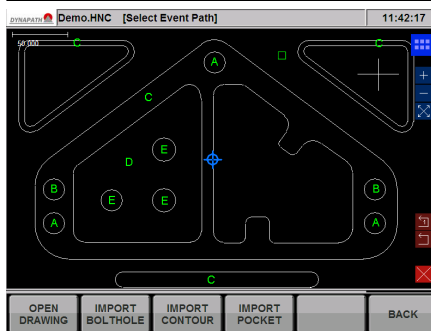 DYNAPATH Demo.HNC [Select Event Path] 11:42:17
50.000
C C
A
C
E
D
B E E B
A A
C
OPEN DRAWING
IMPORT BOLTHOLE
IMPORT CONTOUR
IMPORT POCKET
BACK